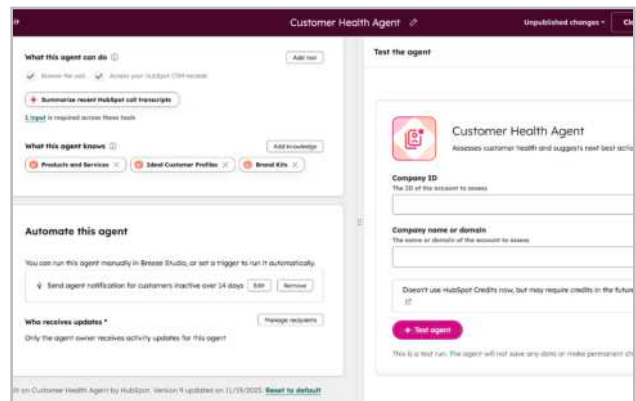 Customer Health Agent
Unpublished changes
What this agent can do
Add tool
Browse the web
Access your HubSpot CRM records
Summarize recent HubSpot call transcripts
1 input is required across these tools
What this agent knows
Add knowledge
Products and Services
Ideal Customer Profiles
Brand Kits
Automate this agent
You can run this agent manually in Breeze Studio, or set a trigger to run it automatically.
Send agent notification for customers inactive over 14 days
Edit
Remove
Who receives updates *
Manage recipients
Only the agent owner receives activity updates for this agent
on Customer Health Agent by HubSpot. Version 9 updated on 11/19/2025. Reset to default
Test the agent
Customer Health Agent
Assesses customer health and suggests next best
Company ID
The ID of the account to assess
Company name or domain
The name or domain of the account to assess
Doesn't use HubSpot Credits now, but may require credits in the future
Test agent
This is a test run. The agent will not save any data or make permanent